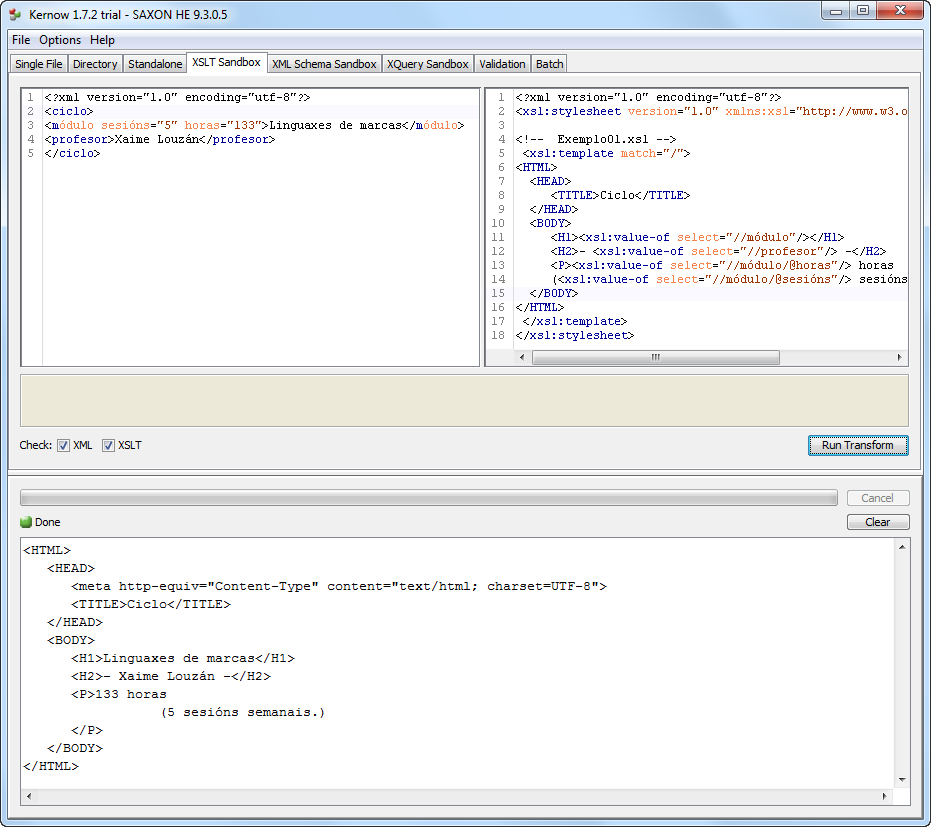 Kernow 1.7.2 trial - SAXON HE 9.3.0.5
File Options Help
Single File Directory Standalone XSLT Sandbox XML Schema Sandbox XQuery Sandbox Validation Batch
1 <?xml version="1.0" encoding="utf-8"?>
2 <ciclo>
3 <módulo sesións="5" horas="133">Linguaxes de marcas</módulo>
4 <profesor>Xaime Louzán</profesor>
5 </ciclo>
1 <?xml version="1.0" encoding="utf-8"?>
2 <xsl:stylesheet version="1.0" xmlns:xsl="http://www.w3.o
3
4 <!--  Exemplo01.xsl -->
5  <xsl:template match="/">
6 <HTML>
7   <HEAD>
8      <TITLE>Ciclo</TITLE>
9   </HEAD>
10   <BODY>
11      <H1><xsl:value-of select="//módulo"/></H1>
12      <H2>- <xsl:value-of select="//profesor"/> -</H2>
13      <P><xsl:value-of select="//módulo/@horas"/> horas
14      (<xsl:value-of select="//módulo/@sesións"/> sesións
15   </BODY>
16 </HTML>
17  </xsl:template>
18 </xsl:stylesheet>
Check: XML XSLT
Run Transform
Cancel
Done
Clear
<HTML>
   <HEAD>
      <meta http-equiv="Content-Type" content="text/html; charset=UTF-8">
      <TITLE>Ciclo</TITLE>
   </HEAD>
   <BODY>
      <H1>Linguaxes de marcas</H1>
      <H2>- Xaime Louzán -</H2>
      <P>133 horas
                 (5 sesións semanais.)
      </P>
   </BODY>
</HTML>